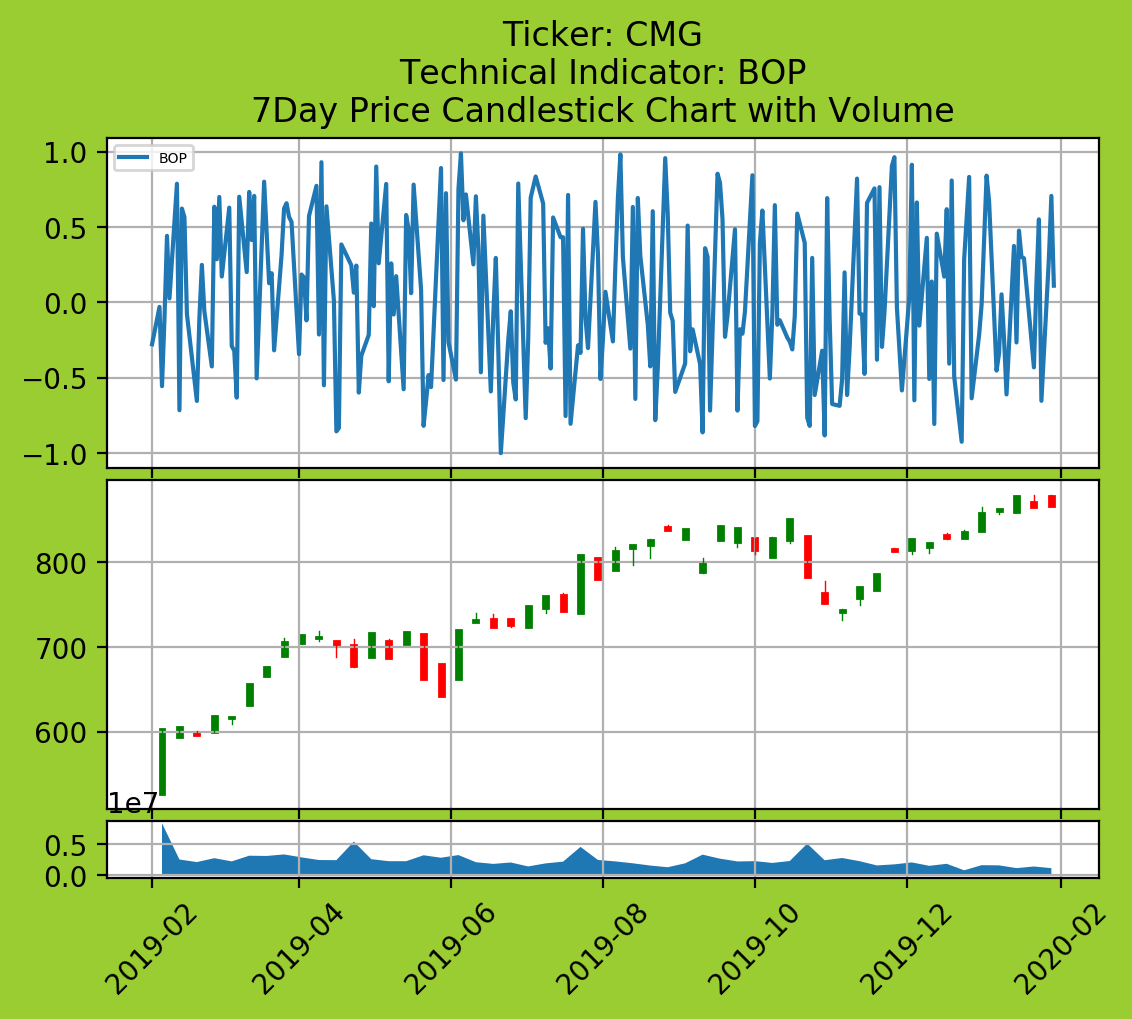 Ticker: CMG
Technical Indicator: BOP
7Day Price Candlestick Chart with Volume
BOP
1.0
0.5
0.0
−0.5
−1.0
800
700
600
1e7
0.5
0.0
2019-02 2019-04 2019-06 2019-08 2019-10 2019-12 2020-02